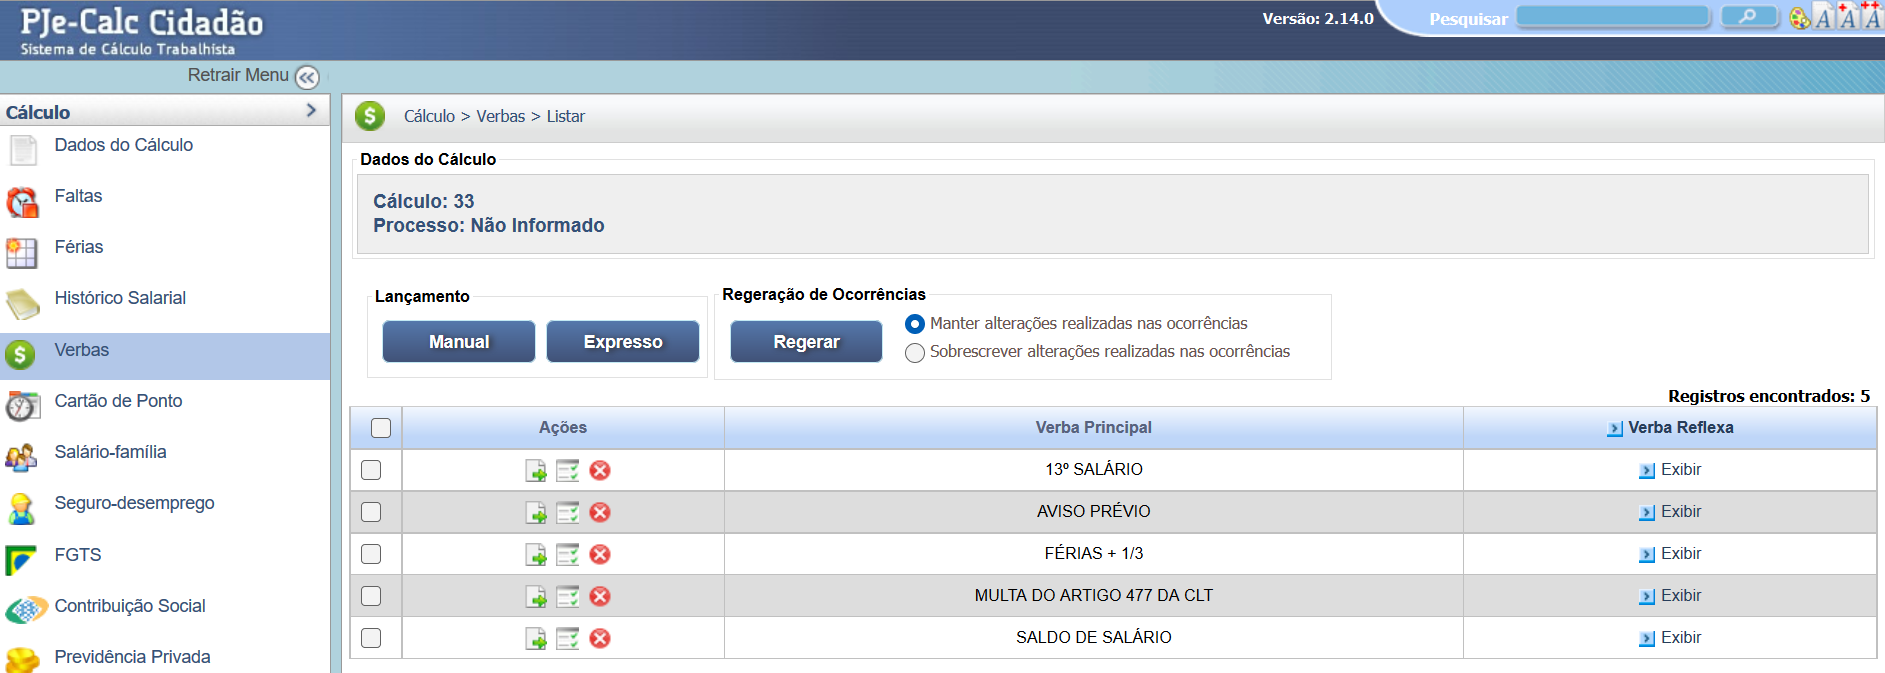 PJe-Calc Cidadão
Sistema de Cálculo Trabalhista
Versão: 2.14.0
Pesquisar
A A A
Retrair Menu
Cálculo
Dados do Cálculo
Faltas
Férias
Histórico Salarial
Verbas
Cartão de Ponto
Salário-família
Seguro-desemprego
FGTS
Contribuição Social
Previdência Privada
Cálculo > Verbas > Listar
Dados do Cálculo
Cálculo: 33
Processo: Não Informado
Lançamento
Manual
Expresso
Regeração de Ocorrências
Regerar
Manter alterações realizadas nas ocorrências
Sobrescrever alterações realizadas nas ocorrências
Registros encontrados: 5
Ações Verba Principal Verba Reflexa
13º SALÁRIO Exibir
AVISO PRÉVIO Exibir
FÉRIAS + 1/3 Exibir
MULTA DO ARTIGO 477 DA CLT Exibir
SALDO DE SALÁRIO Exibir